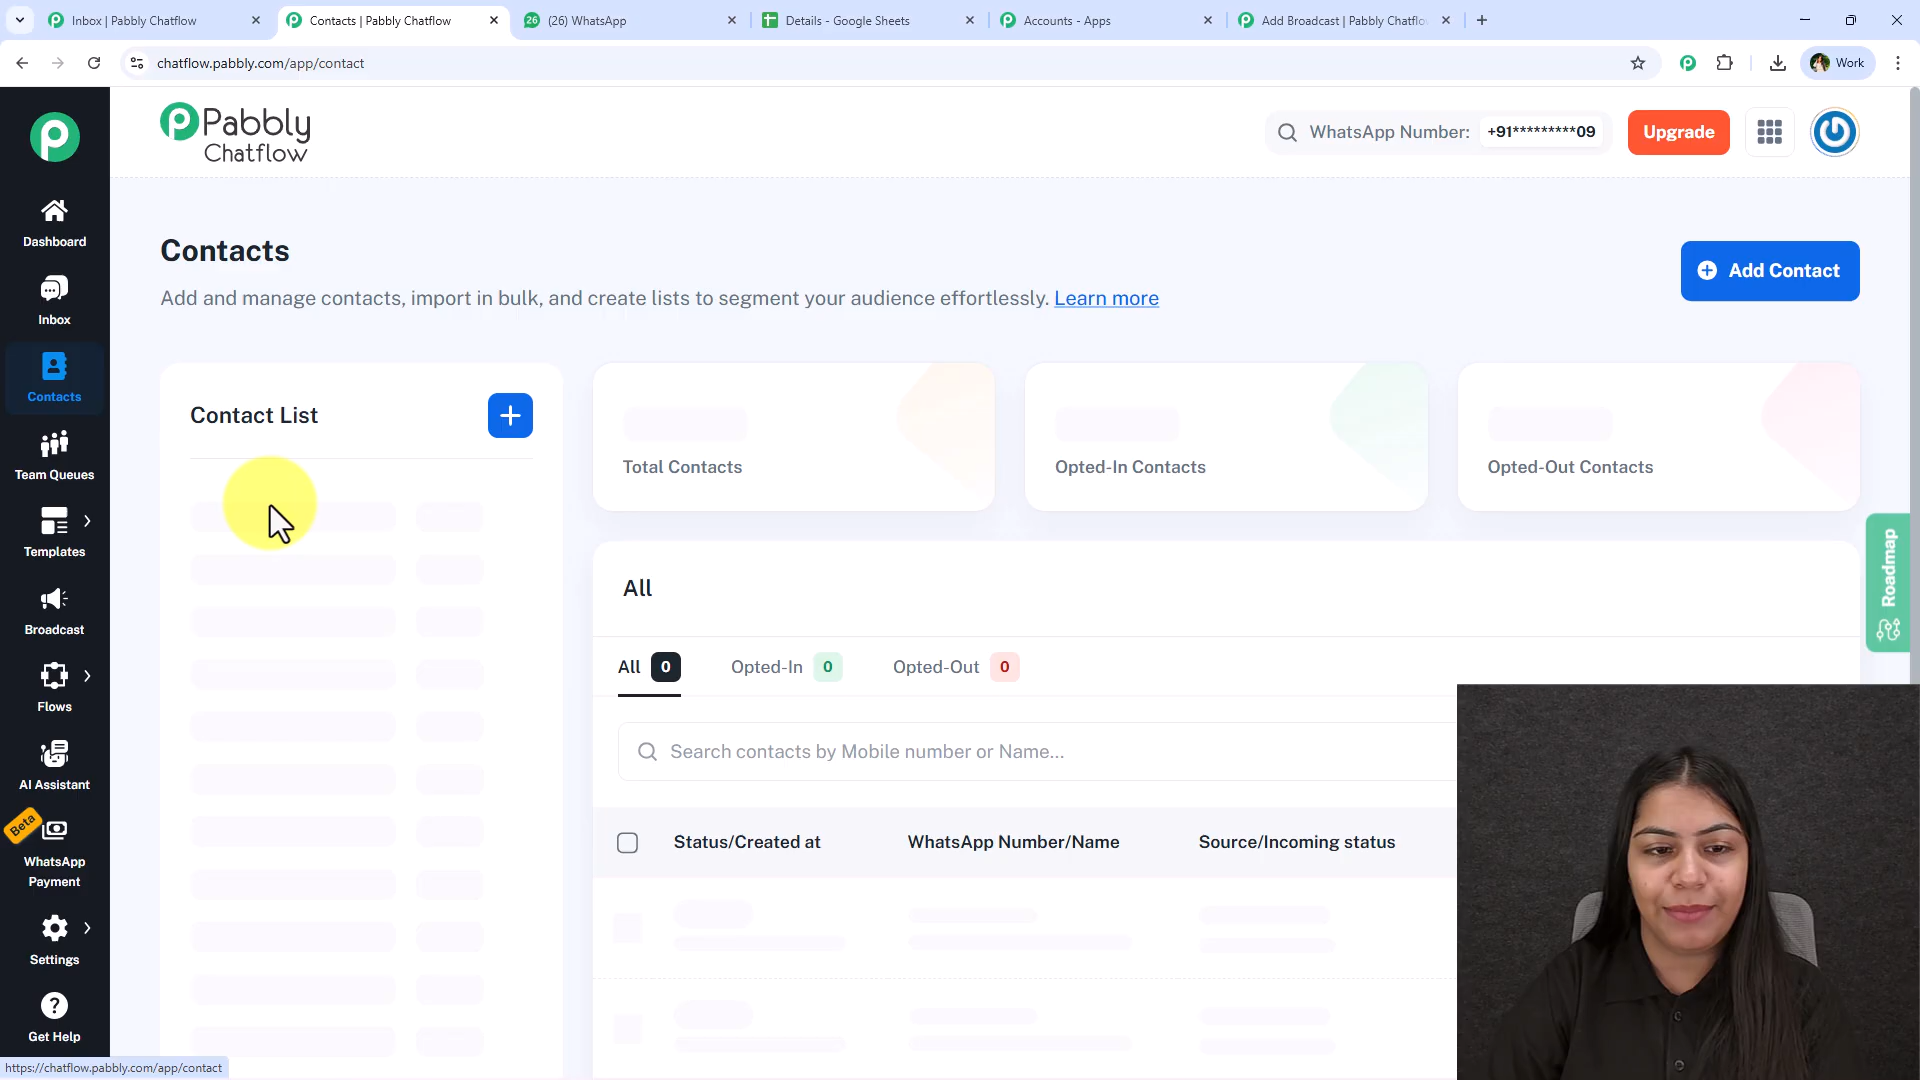 Inbox | Pabbly Chatflow
Contacts | Pabbly Chatflow
26
(26) WhatsApp
Details - Google Sheets
Accounts - Apps
Add Broadcast | Pabbly Chatflo
chatflow.pabbly.com/app/contact
Work
Pabbly
Chatflow
WhatsApp Number: +91*********09
Upgrade
Dashboard
Inbox
Contacts
Team Queues
Templates
Broadcast
Flows
AI Assistant
Beta
WhatsApp
Payment
Settings
Get Help
Contacts
Add and manage contacts, import in bulk, and create lists to segment your audience effortlessly. Learn more
Add Contact
Contact List
Total Contacts
Opted-In Contacts
Opted-Out Contacts
All
All 0
Opted-In 0
Opted-Out 0
Search contacts by Mobile number or Name...
Status/Created at
WhatsApp Number/Name
Source/Incoming status
Roadmap
https://chatflow.pabbly.com/app/contact